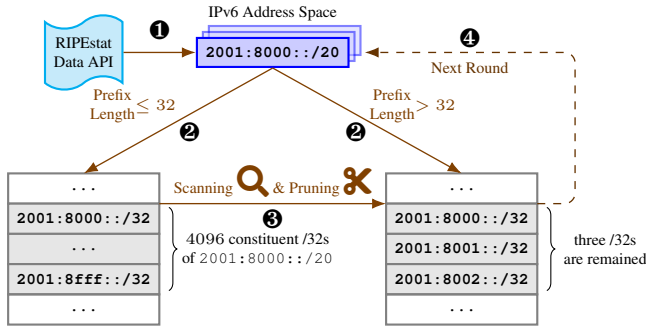 IPv6 Address Space
RIPEstat
Data API
❶
2001:8000::/20
❹
Next Round
Prefix
Length≤ 32
Prefix
Length> 32
❷
❷
...
2001:8000::/32
...
2001:8fff::/32
...
Scanning & Pruning
❸
4096 constituent /32s
of 2001:8000::/20
...
2001:8000::/32
2001:8001::/32
2001:8002::/32
...
three /32s
are remained